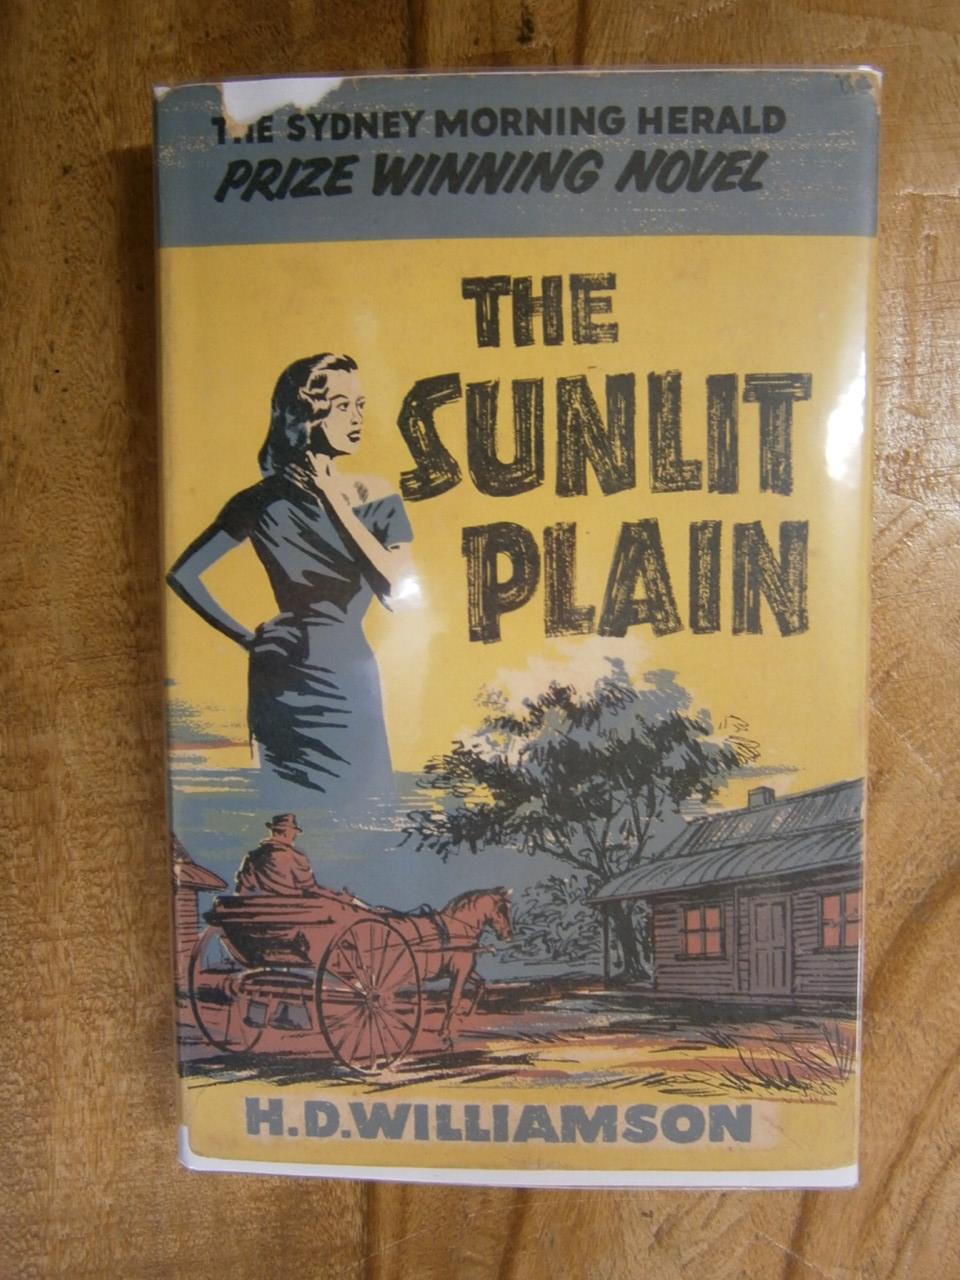 THE SYDNEY MORNING HERALD
PRIZE WINNING NOVEL
THE
SUNLIT
PLAIN
H.D.WILLIAMSON